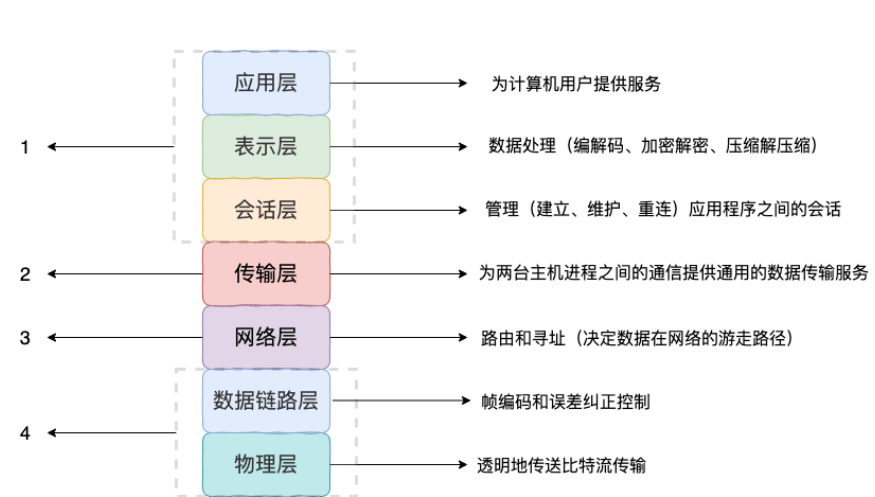 应用层
为计算机用户提供服务
1
表示层
数据处理（编解码、加密解密、压缩解压缩）
会话层
管理（建立、维护、重连）应用程序之间的会话
2
传输层
为两台主机进程之间的通信提供通用的数据传输服务
3
网络层
路由和寻址（决定数据在网络的游走路径）
数据链路层
帧编码和误差纠正控制
4
物理层
透明地传送比特流传输